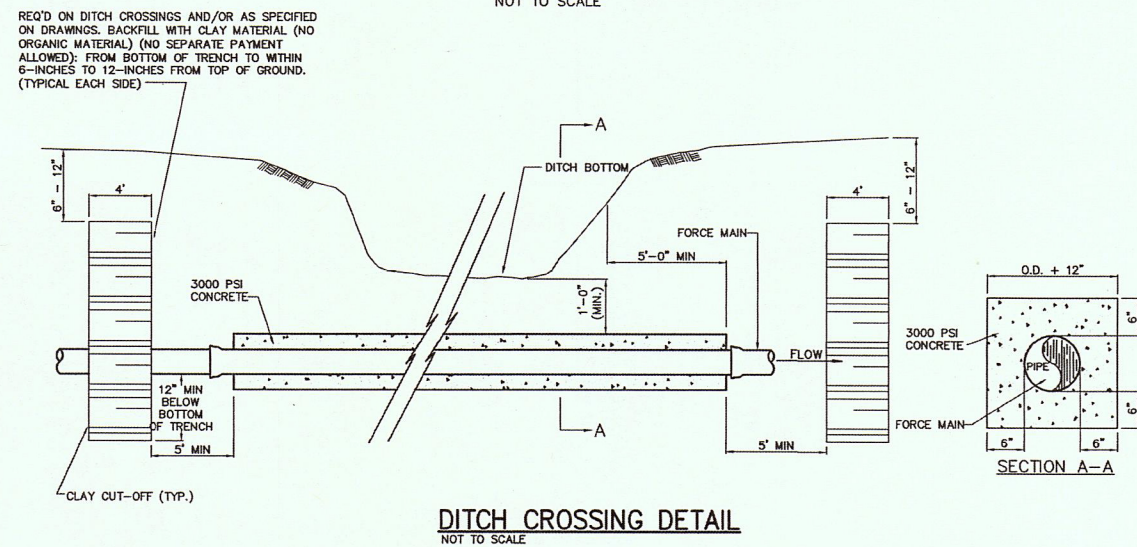 NOT TO SCALE
REQ'D ON DITCH CROSSINGS AND/OR AS SPECIFIED
ON DRAWINGS. BACKFILL WITH CLAY MATERIAL (NO
ORGANIC MATERIAL) (NO SEPARATE PAYMENT
ALLOWED): FROM BOTTOM OF TRENCH TO WITHIN
6-INCHES TO 12-INCHES FROM TOP OF GROUND.
(TYPICAL EACH SIDE)
A
DITCH BOTTOM
6" - 12"
4'
4'
6" - 12"
FORCE MAIN
5'-0" MIN
3000 PSI
CONCRETE
1'-0"
(MIN.)
O.D. + 12"
6"
3000 PSI
CONCRETE
FLOW
PIPE
12" MIN
BELOW
BOTTOM
OF TRENCH
FORCE MAIN
6"
A
5' MIN
5' MIN
6"
6"
SECTION A-A
CLAY CUT-OFF (TYP.)
DITCH CROSSING DETAIL
NOT TO SCALE